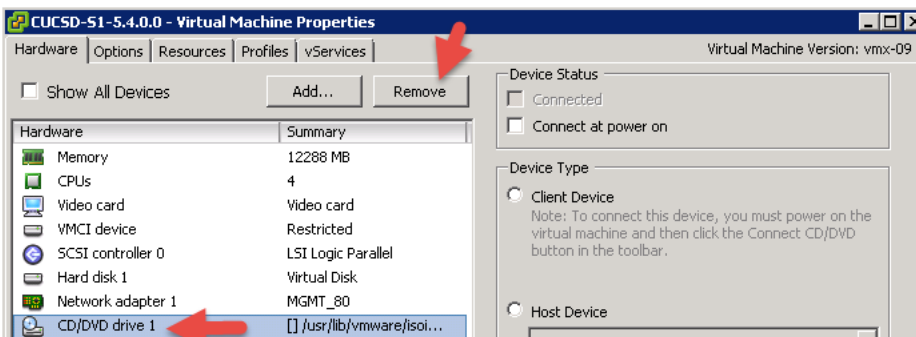 CUCSD-S1-5.4.0.0 - Virtual Machine Properties
Hardware Options Resources Profiles vServices Virtual Machine Version: vmx-09
Show All Devices Add... Remove
Hardware Summary
Memory 12288 MB
CPUs 4
Video card Video card
VMCI device Restricted
SCSI controller 0 LSI Logic Parallel
Hard disk 1 Virtual Disk
Network adapter 1 MGMT_80
CD/DVD drive 1 [] /usr/lib/vmware/isoi...
Device Status
Connected
Connect at power on
Device Type
Client Device
Note: To connect this device, you must power on the
virtual machine and then click the Connect CD/DVD
button in the toolbar.
Host Device